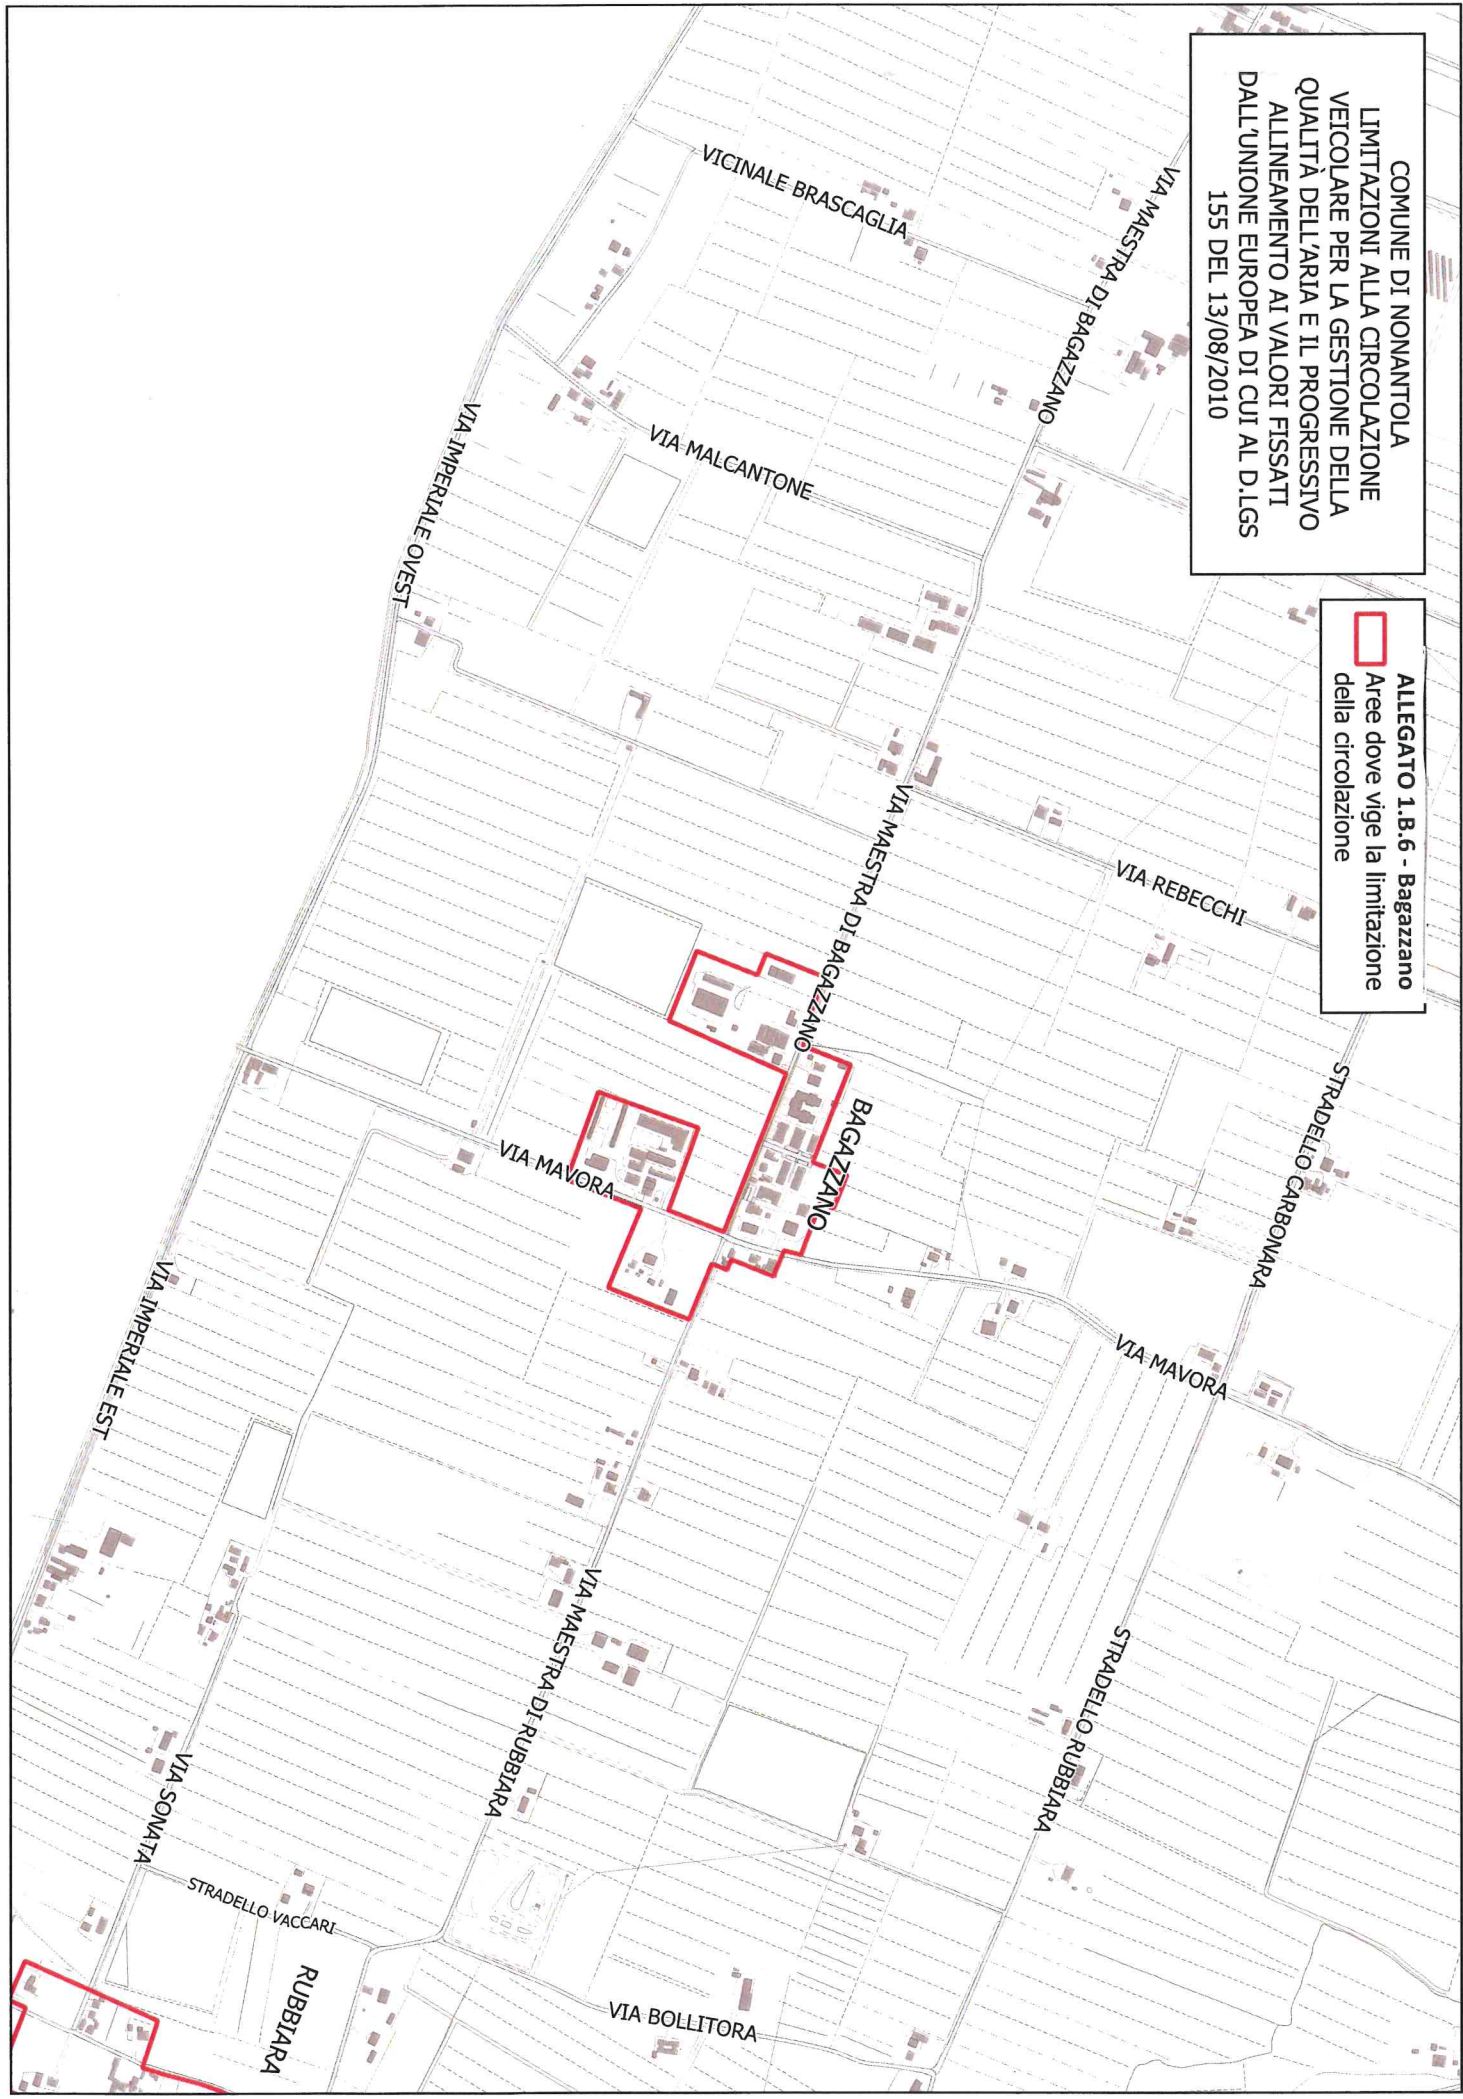 COMUNE DI NONANTOLA
LIMITAZIONI ALLA CIRCOLAZIONE
VEICOLARE PER LA GESTIONE DELLA
QUALITÀ DELL'ARIA E IL PROGRESSIVO
ALLINEAMENTO AI VALORI FISSATI
DALL'UNIONE EUROPEA DI CUI AL D.LGS
155 DEL 13/08/2010
ALLEGATO 1.B.6 - Bagazzano
Aree dove vige la limitazione
della circolazione
VIA MAESTRA DI BAGAZZANO
VICINALE BRASCAGLIA
VIA MALCANTONE
VIA IMPERIALE OVEST
VIA REBECCHI
VIA MAESTRA DI BAGAZZANO
STRADELLO CARBONARA
BAGAZZANO
VIA MAVORA
VIA MAVORA
VIA IMPERIALE EST
STRADELLO RUBBIARA
VIA MAESTRA DI RUBBIARA
VIA SONATA
STRADELLO VACCARI
RUBBIARA
VIA BOLLITORA